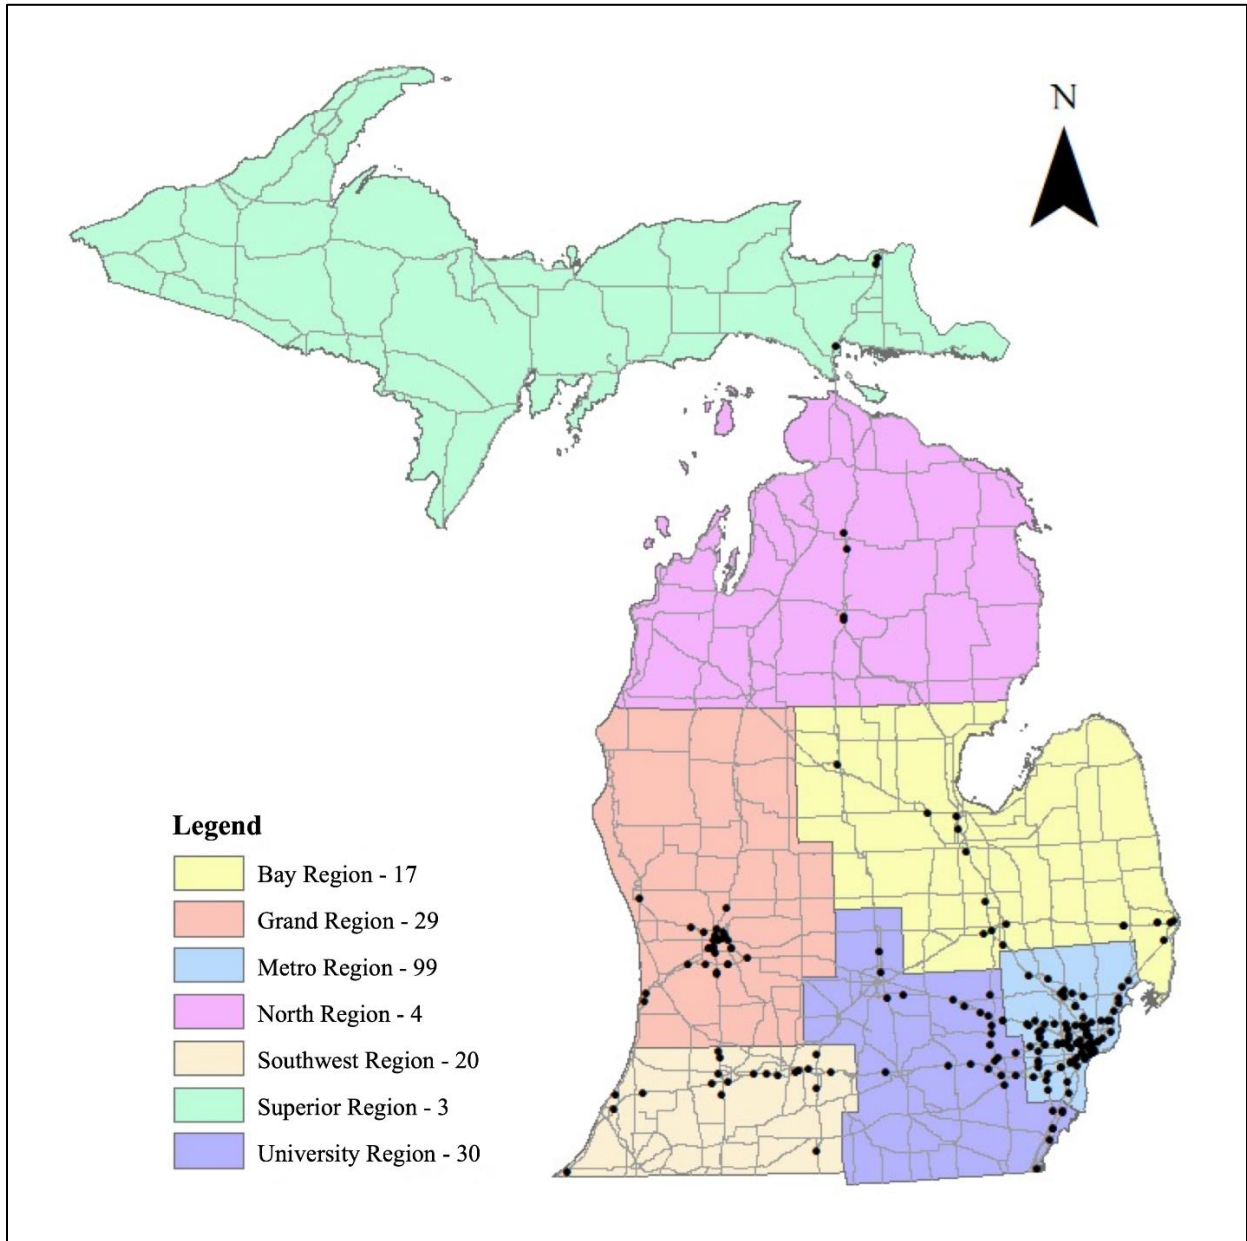 N
Legend
Bay Region - 17
Grand Region - 29
Metro Region - 99
North Region - 4
Southwest Region - 20
Superior Region - 3
University Region - 30